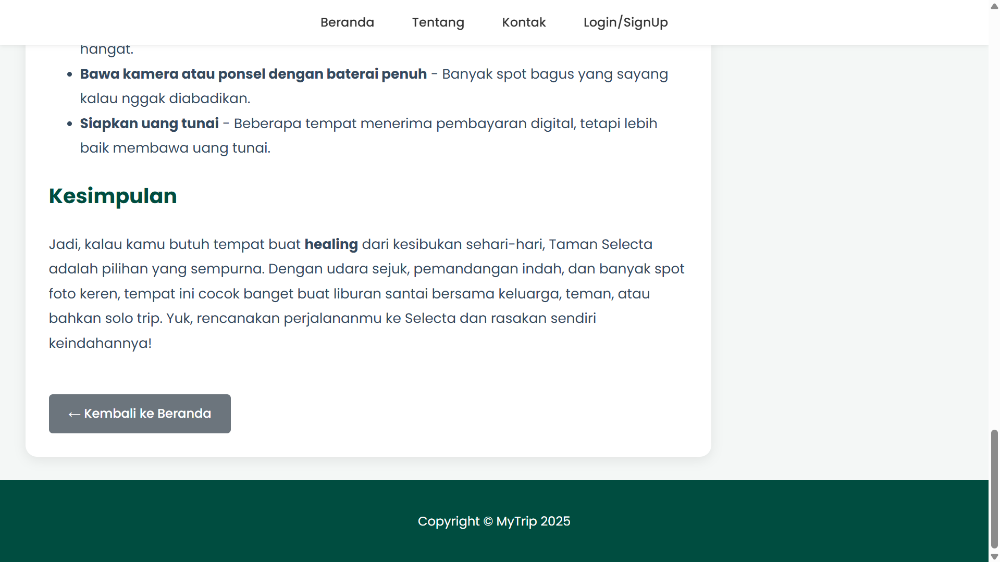 Beranda Tentang Kontak Login/SignUp
hangat.
• Bawa kamera atau ponsel dengan baterai penuh - Banyak spot bagus yang sayang
kalau nggak diabadikan.
• Siapkan uang tunai - Beberapa tempat menerima pembayaran digital, tetapi lebih
baik membawa uang tunai.
Kesimpulan
Jadi, kalau kamu butuh tempat buat healing dari kesibukan sehari-hari, Taman Selecta
adalah pilihan yang sempurna. Dengan udara sejuk, pemandangan indah, dan banyak spot
foto keren, tempat ini cocok banget buat liburan santai bersama keluarga, teman, atau
bahkan solo trip. Yuk, rencanakan perjalananmu ke Selecta dan rasakan sendiri
keindahannya!
← Kembali ke Beranda
Copyright © MyTrip 2025